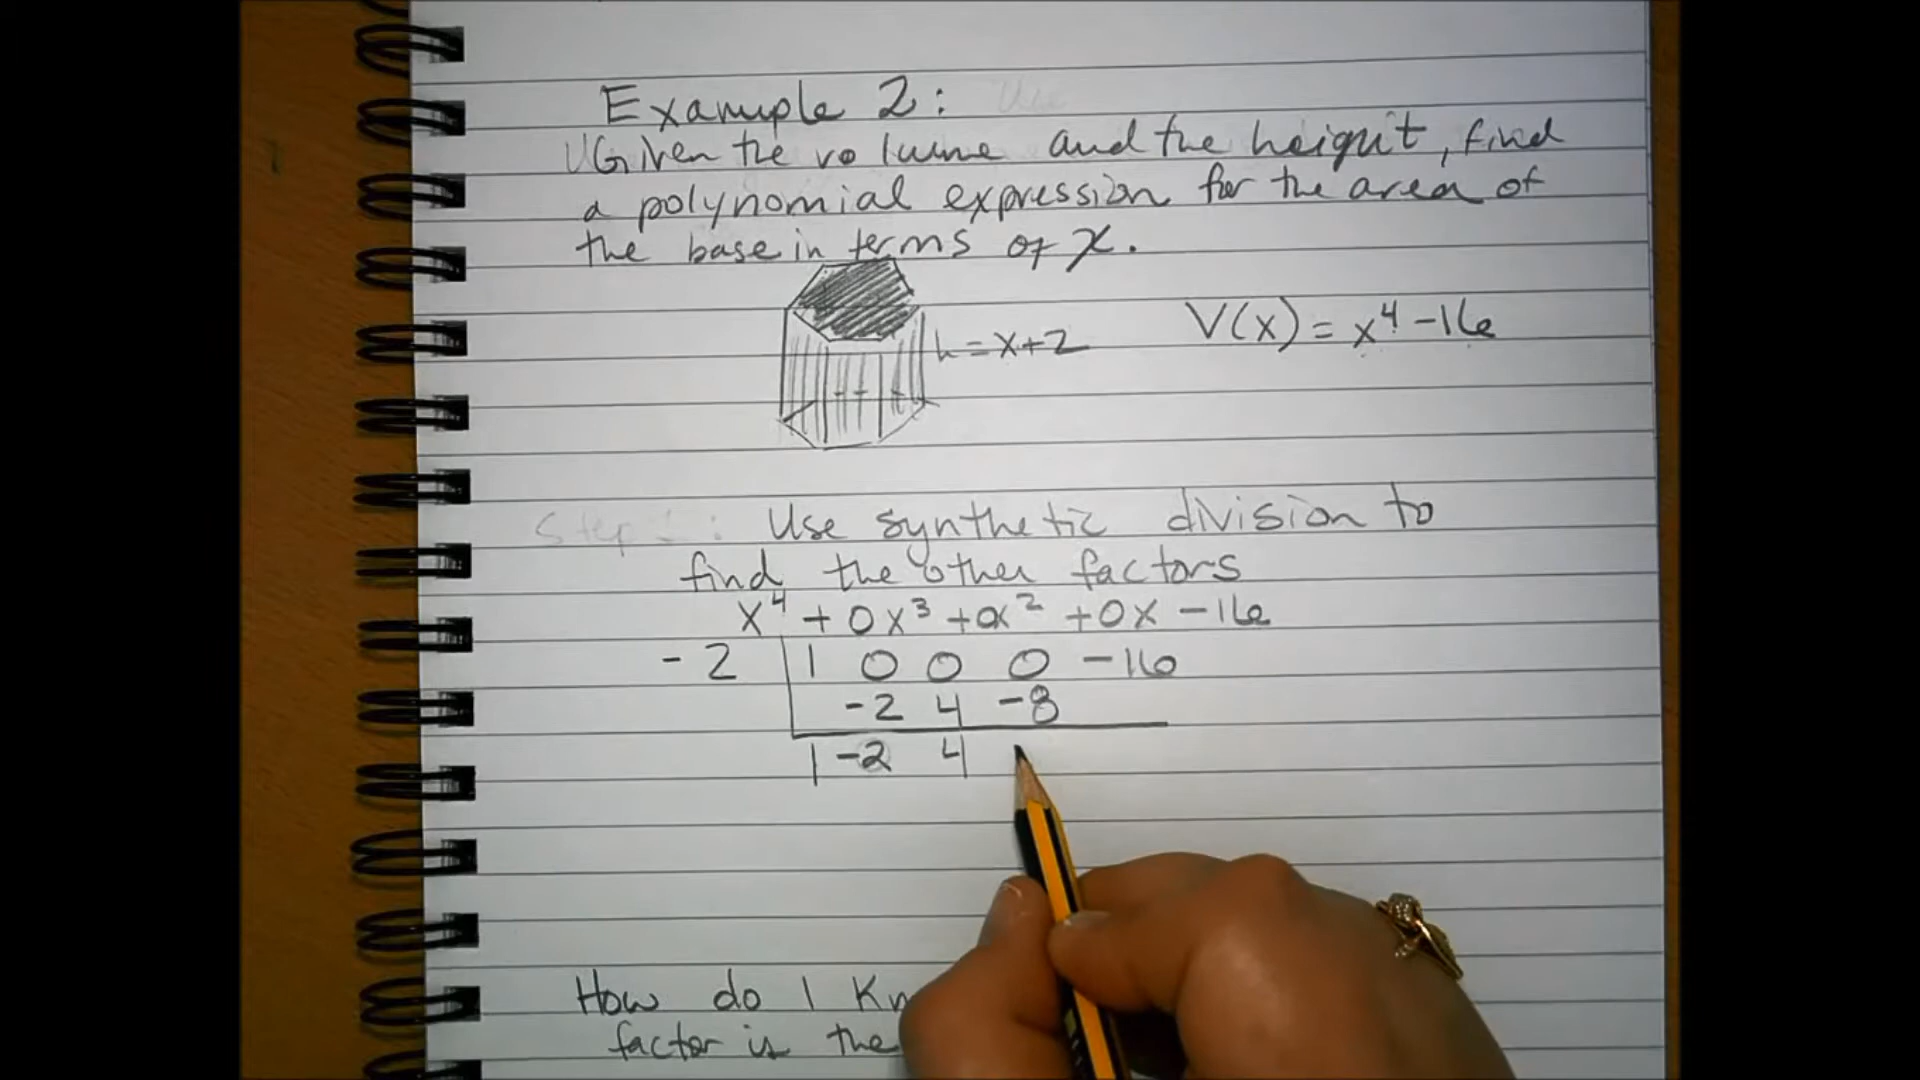 Example 2: Use
Given the volume and the height, find
a polynomial expression for the area of
the base in terms of x.
h = x+2
V(x) = x⁴ -16
Step : Use synthetic division to
find the other factors
x⁴ + 0x³ + 0x² + 0x - 16
-2 1 0 0 0 -16
-2 4 -8
1 -2 4
How do I
factor is the